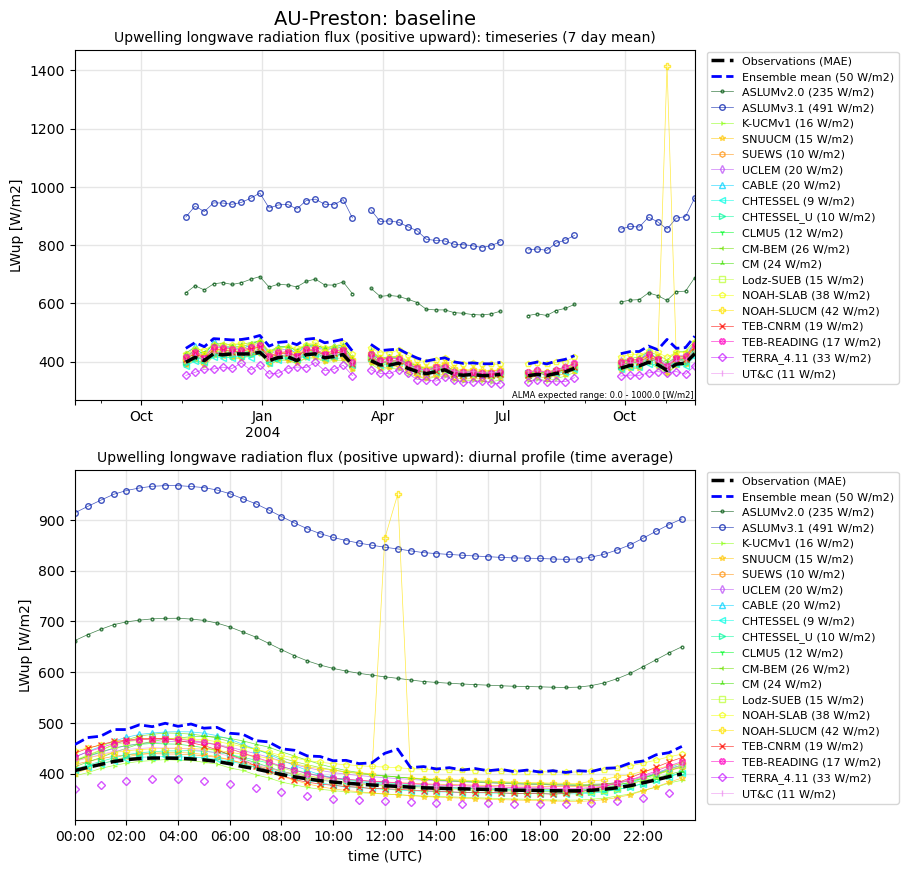 AU-Preston: baseline
Upwelling longwave radiation flux (positive upward): timeseries (7 day mean)
LWup [W/m2]
1400
1200
1000
800
600
400
Oct
Jan
2004
Apr
Jul
Oct
ALMA expected range: 0.0 - 1000.0 [W/m2]
Observations (MAE)
Ensemble mean (50 W/m2)
ASLUMv2.0 (235 W/m2)
ASLUMv3.1 (491 W/m2)
K-UCMv1 (16 W/m2)
SNUUCM (15 W/m2)
SUEWS (10 W/m2)
UCLEM (20 W/m2)
CABLE (20 W/m2)
CHTESSEL (9 W/m2)
CHTESSEL_U (10 W/m2)
CLMU5 (12 W/m2)
CM-BEM (26 W/m2)
CM (24 W/m2)
Lodz-SUEB (15 W/m2)
NOAH-SLAB (38 W/m2)
NOAH-SLUCM (42 W/m2)
TEB-CNRM (19 W/m2)
TEB-READING (17 W/m2)
TERRA_4.11 (33 W/m2)
UT&C (11 W/m2)
Upwelling longwave radiation flux (positive upward): diurnal profile (time average)
LWup [W/m2]
900
800
700
600
500
400
00:00
02:00
04:00
06:00
08:00
10:00
12:00
14:00
16:00
18:00
20:00
22:00
time (UTC)
Observation (MAE)
Ensemble mean (50 W/m2)
ASLUMv2.0 (235 W/m2)
ASLUMv3.1 (491 W/m2)
K-UCMv1 (16 W/m2)
SNUUCM (15 W/m2)
SUEWS (10 W/m2)
UCLEM (20 W/m2)
CABLE (20 W/m2)
CHTESSEL (9 W/m2)
CHTESSEL_U (10 W/m2)
CLMU5 (12 W/m2)
CM-BEM (26 W/m2)
CM (24 W/m2)
Lodz-SUEB (15 W/m2)
NOAH-SLAB (38 W/m2)
NOAH-SLUCM (42 W/m2)
TEB-CNRM (19 W/m2)
TEB-READING (17 W/m2)
TERRA_4.11 (33 W/m2)
UT&C (11 W/m2)